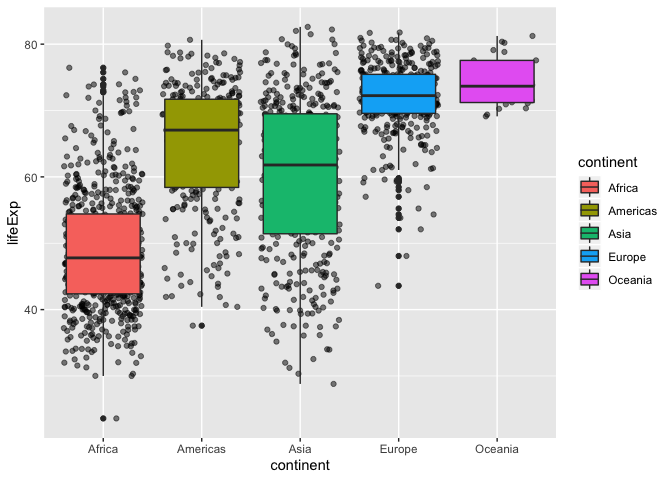 80
60
40
lifeExp
Africa Americas Asia Europe Oceania
continent
continent
Africa
Americas
Asia
Europe
Oceania